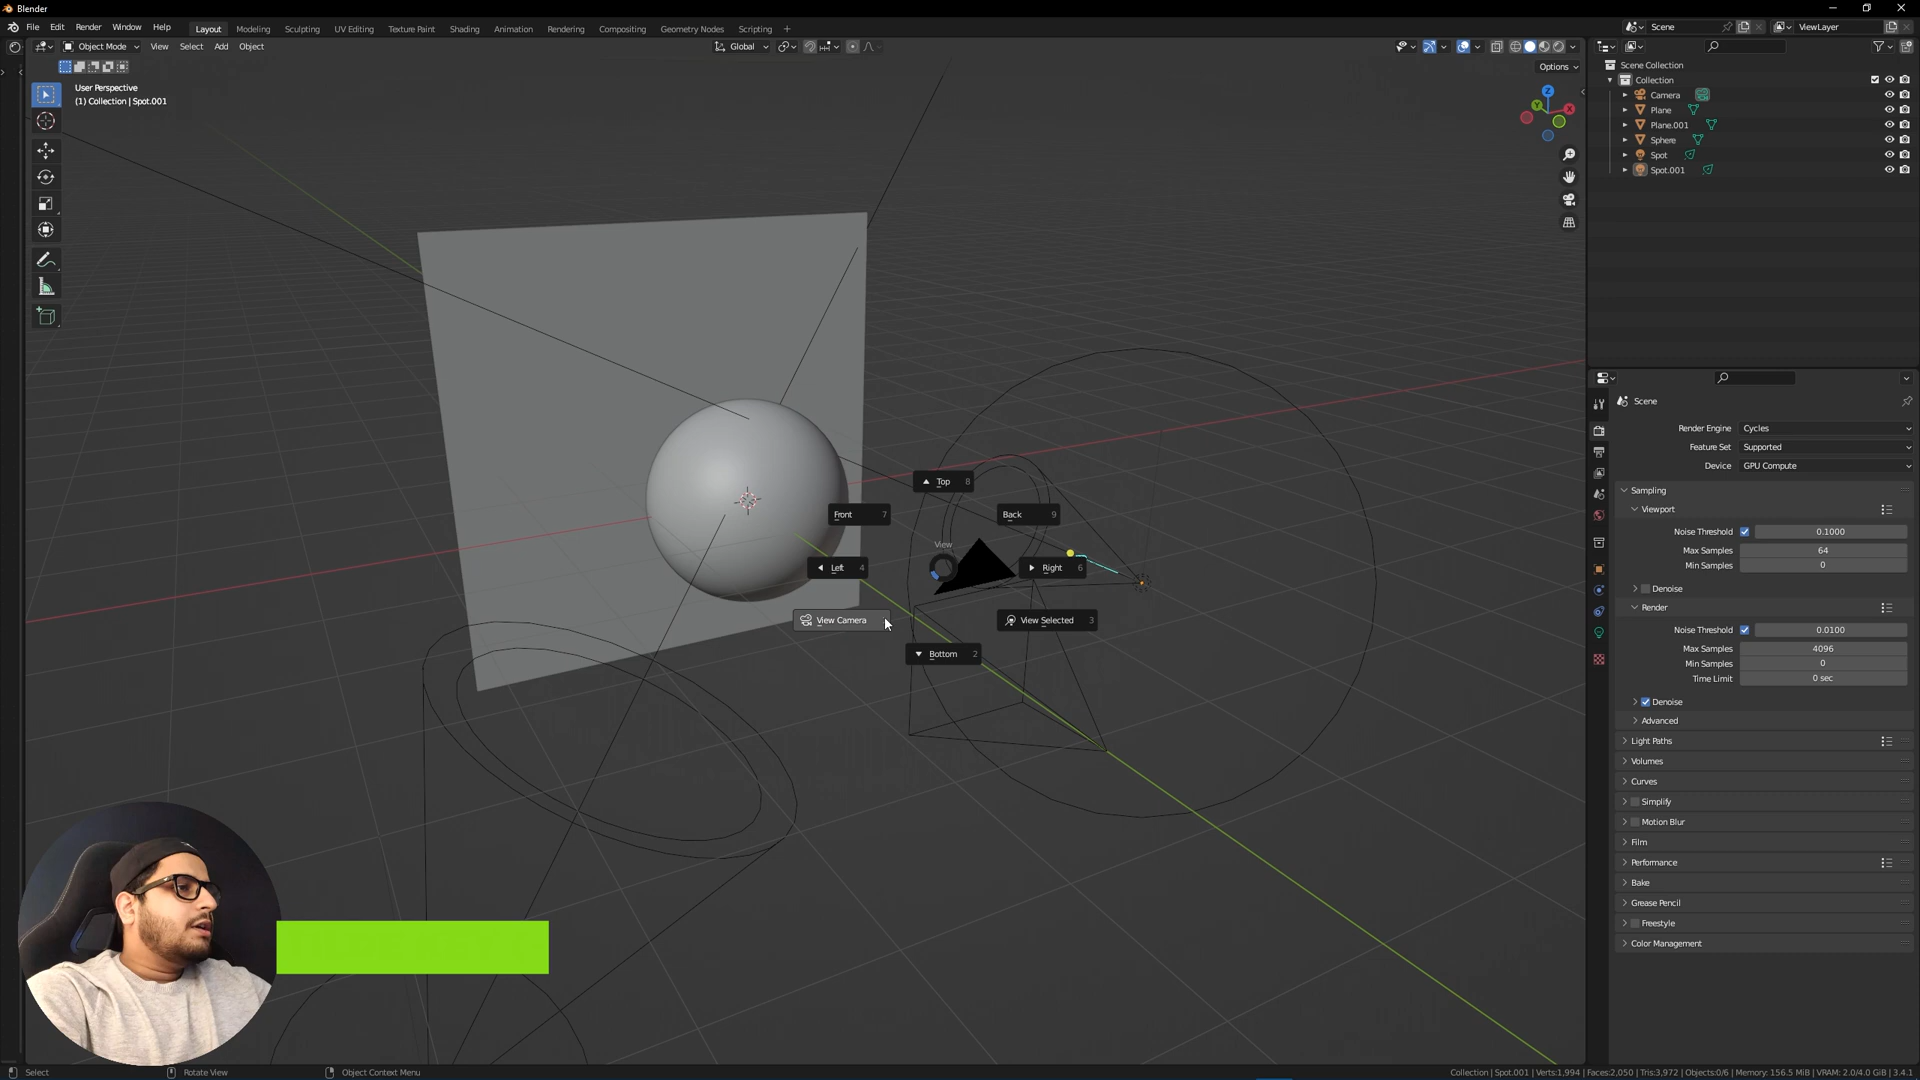 Blender
File Edit Render Window Help Layout Modeling Sculpting UV Editing Texture Paint Shading Animation Rendering Compositing Geometry Nodes Scripting + Scene ViewLayer
Object Mode View Select Add Object Global
Options
User Perspective
(1) Collection | Spot.001
Z
Y
X
Scene Collection
Collection
Camera
Plane
Plane.001
Sphere
Spot
Spot.001
Top 8
Front 7
Back 9
View
Left 4
Right 6
View Camera
View Selected 3
Bottom 2
Scene
Render Engine Cycles
Feature Set Supported
Device GPU Compute
Sampling
Viewport
Noise Threshold 0.1000
Max Samples 64
Min Samples 0
Denoise
Render
Noise Threshold 0.0100
Max Samples 4096
Min Samples 0
Time Limit 0 sec
Denoise
Advanced
Light Paths
Volumes
Curves
Simplify
Motion Blur
Film
Performance
Bake
Grease Pencil
Freestyle
Color Management
Select Rotate View Object Context Menu Collection | Spot.001 | Verts:1,994 | Faces:2,050 | Tris:3,972 | Objects:0/6 | Memory: 156.5 MiB | VRAM: 2.0/4.0 GiB | 3.4.1